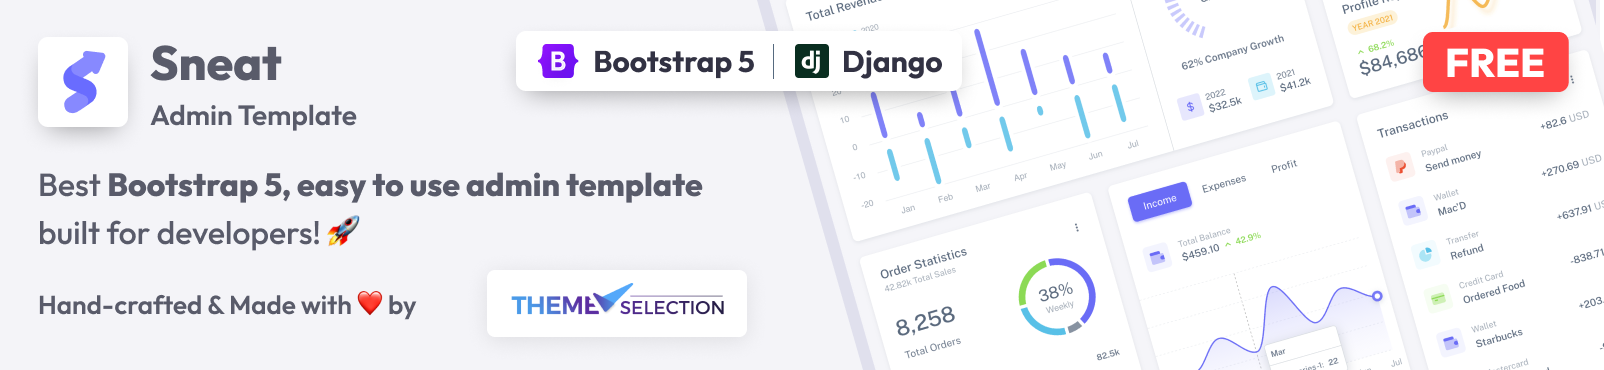 Sneat
Admin Template
Bootstrap 5
Django
Best Bootstrap 5, easy to use admin template
built for developers! 🚀
Hand-crafted & Made with ❤️ by
THEME SELECTION
FREE
Total Revenue
2020
10
0
-10
-20
Jan
Feb
Mar
Apr
May
Jun
Jul
62% Company Growth
2022
$32.5k
2021
$41.2k
YEAR 2021
68.2%
$84,686
Order Statistics
42.82k Total Sales
8,258
Total Orders
38%
Weekly
82.5k
Income
Expenses
Profit
Total Balance
$459.10
42.9%
Mar
22
Jul
Transactions
Paypal
Send money
+82.6 USD
Wallet
Mac'D
+270.69 USD
Transfer
Refund
+637.91
Credit Card
Ordered Food
-838.71
Wallet
Starbucks
+203.